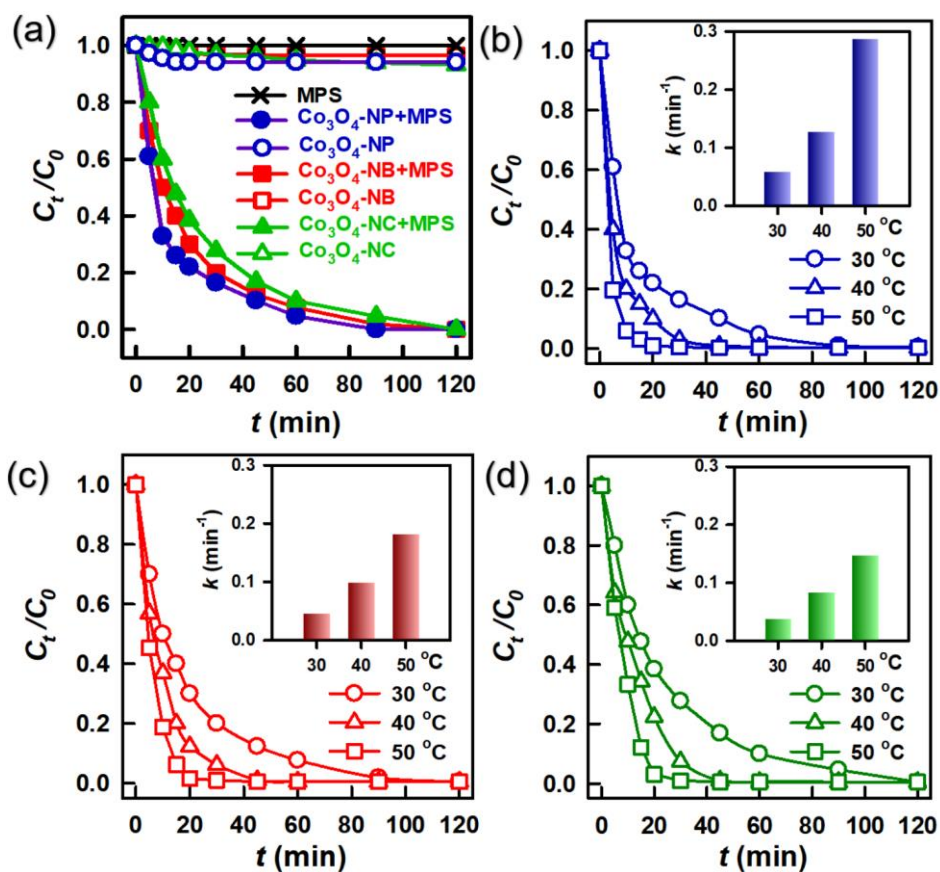 (a)
1.0
0.8
0.6
0.4
0.2
0.0
Cₜ/C₀
MPS
Co₃O₄-NP+MPS
Co₃O₄-NP
Co₃O₄-NB+MPS
Co₃O₄-NB
Co₃O₄-NC+MPS
Co₃O₄-NC
0 20 40 60 80 100 120
t (min)
(b)
1.0
0.8
0.6
0.4
0.2
0.0
Cₜ/C₀
0.3
0.2
0.1
0.0
k (min⁻¹)
30 40 50 °C
30 °C
40 °C
50 °C
0 20 40 60 80 100 120
t (min)
(c)
1.0
0.8
0.6
0.4
0.2
0.0
Cₜ/C₀
0.3
0.2
0.1
0.0
k (min⁻¹)
30 40 50 °C
30 °C
40 °C
50 °C
0 20 40 60 80 100 120
t (min)
(d)
1.0
0.8
0.6
0.4
0.2
0.0
Cₜ/C₀
0.3
0.2
0.1
0.0
k (min⁻¹)
30 40 50 °C
30 °C
40 °C
50 °C
0 20 40 60 80 100 120
t (min)